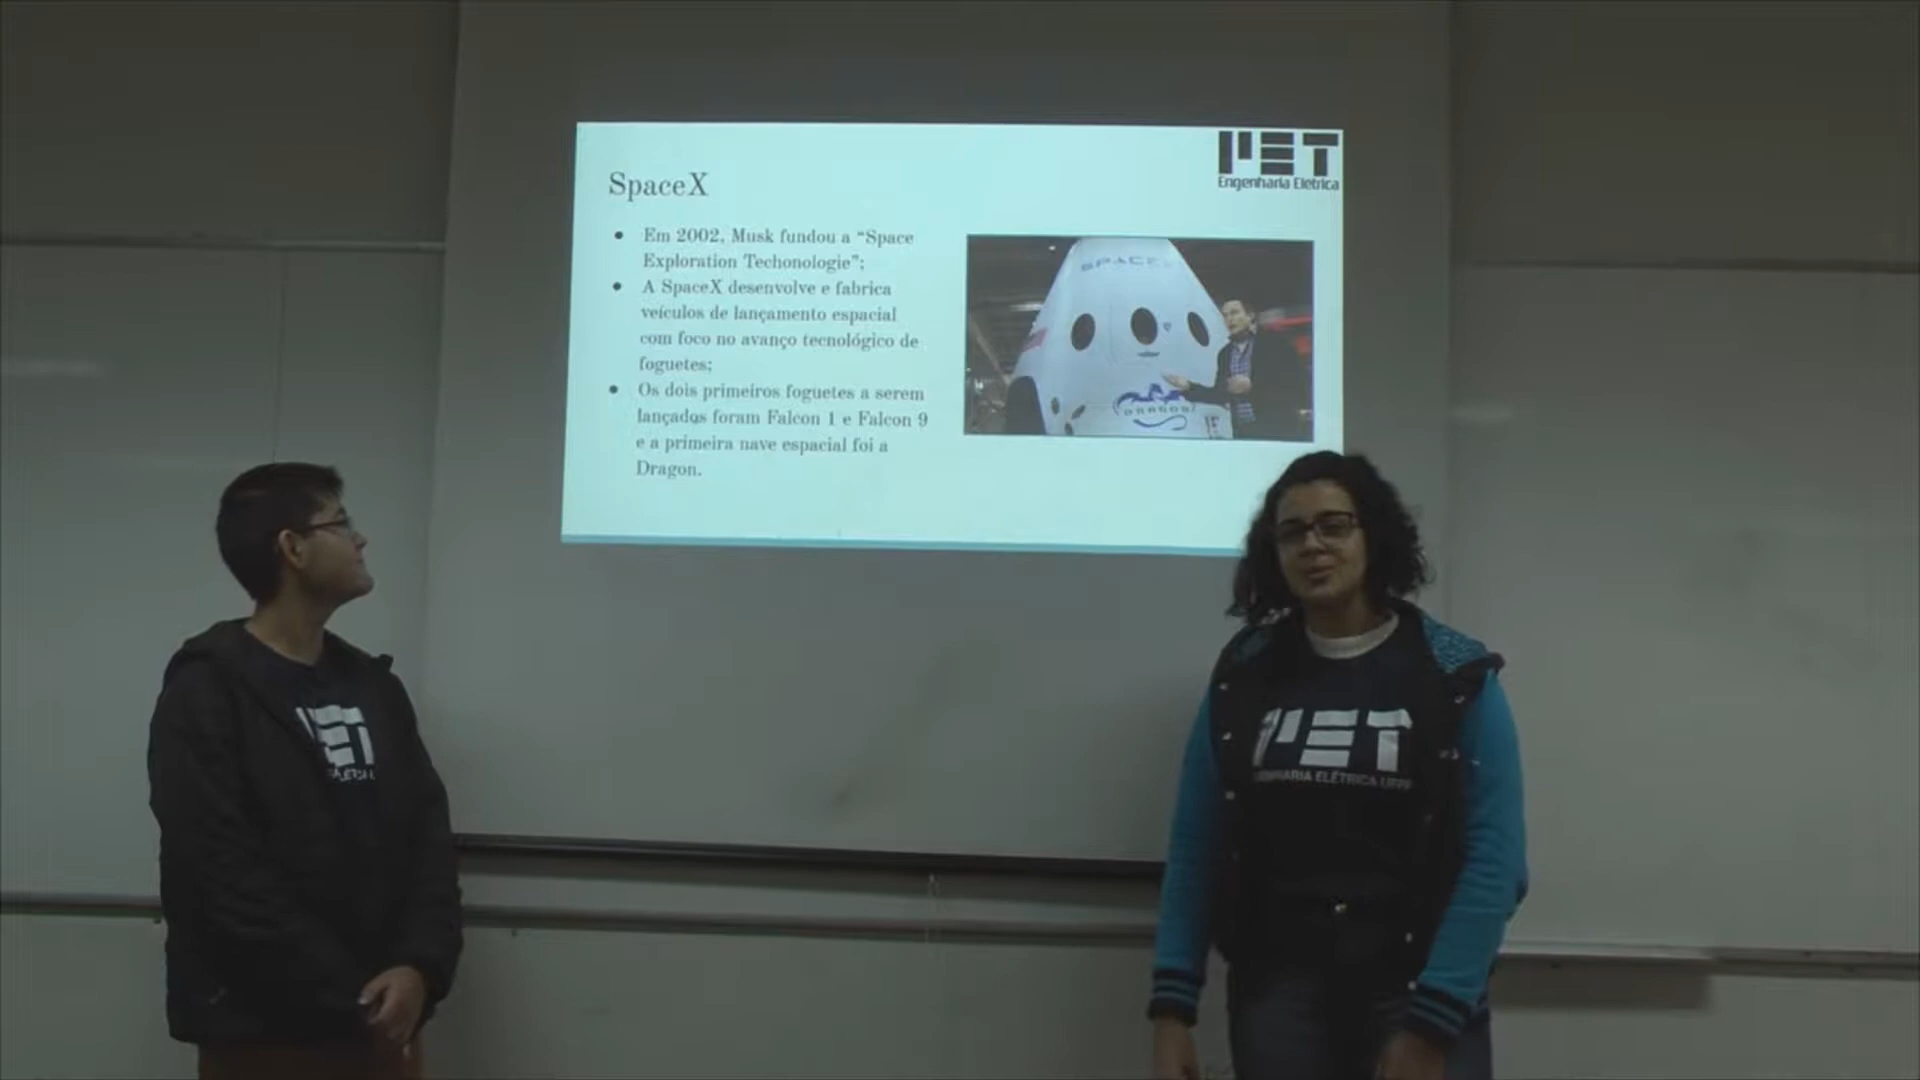 PET
Engenharia Eletrica
SpaceX
• Em 2002, Musk fundou a “Space
Exploration Techonologie”;
• A SpaceX desenvolve e fabrica
veículos de lançamento espacial
com foco no avanço tecnológico de
foguetes;
• Os dois primeiros foguetes a serem
lançados foram Falcon 1 e Falcon 9
e a primeira nave espacial foi a
Dragon.
SPACEX
DRAGON
PET
PET
ELÉTRICA